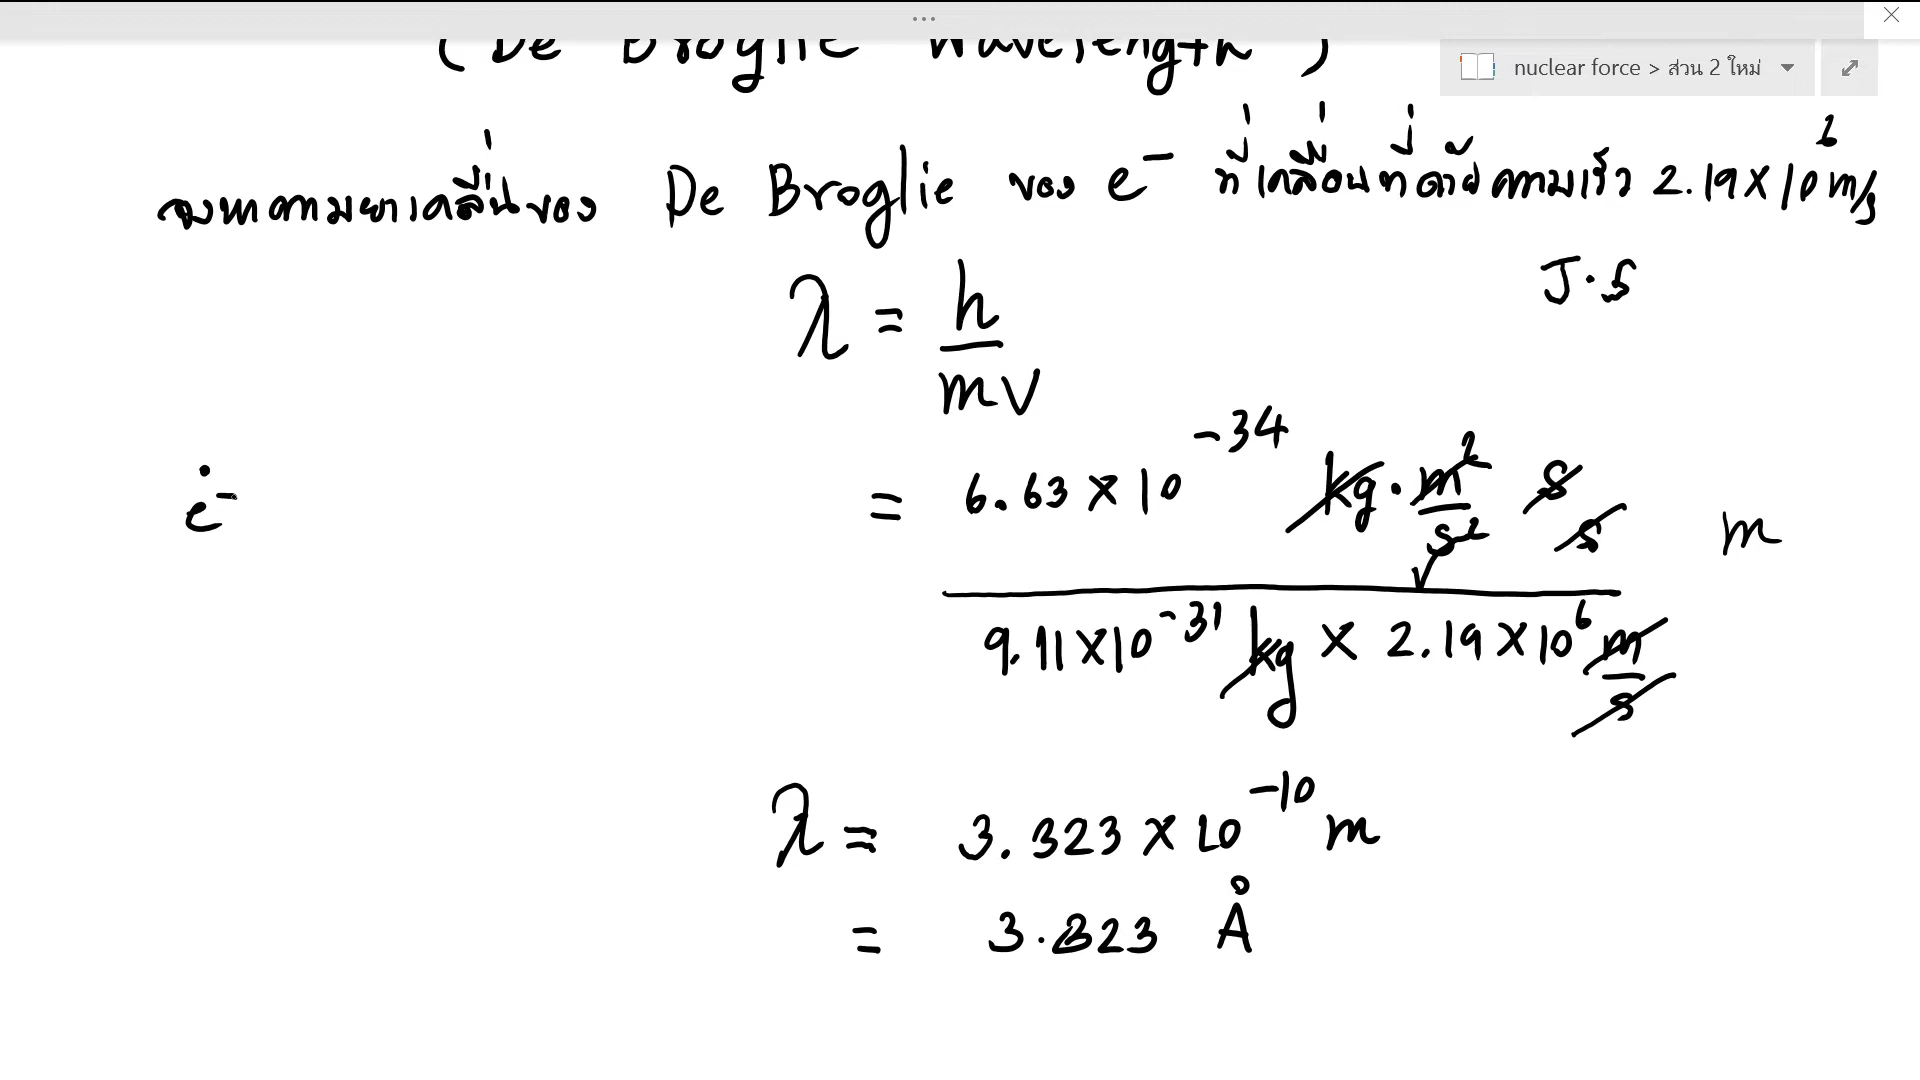 (De Broglie Wavelength)
nuclear force > ส่วน 2 ใหม่
จงหาความยาวคลื่นของ De Broglie ของ e⁻ ที่เคลื่อนที่ด้วยความเร็ว 2.19 × 10⁶ m/s
J·s
λ = h/mv
= 6.63 × 10⁻³⁴ kg · m²/s² s s m
e⁻
9.11 × 10⁻³¹ kg × 2.19 × 10⁶ m/s
λ = 3.323 × 10⁻¹⁰ m
= 3.323 Å